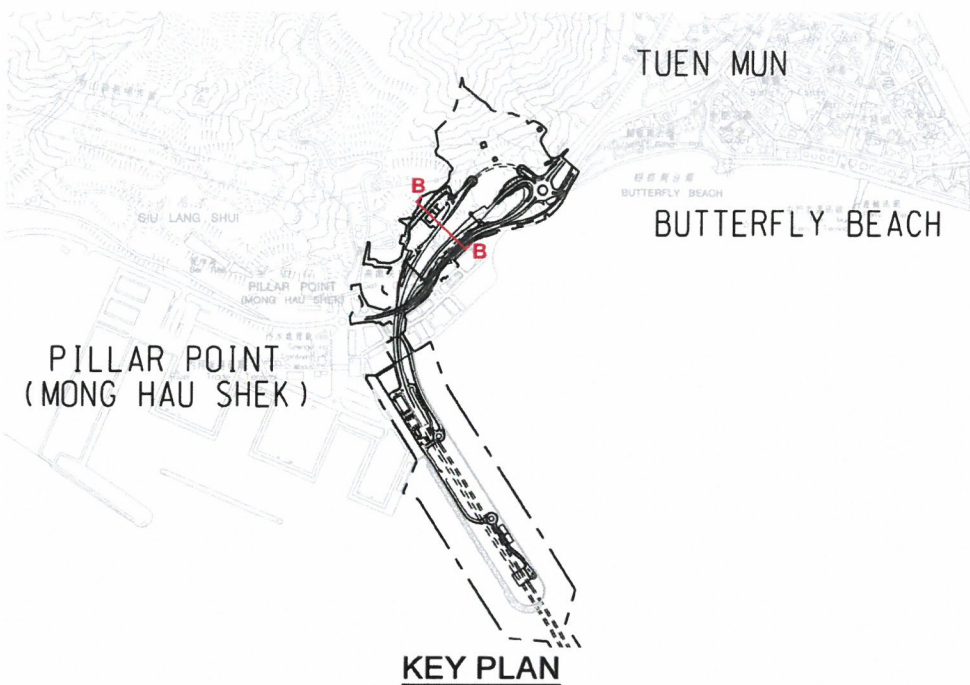 TUEN MUN
BUTTERFLY BEACH
BUTTERFLY BEACH
B
SIU LANG SHUI
B
PILLAR POINT
(MONG HAU SHEK)
PILLAR POINT
(MONG HAU SHEK)
KEY PLAN